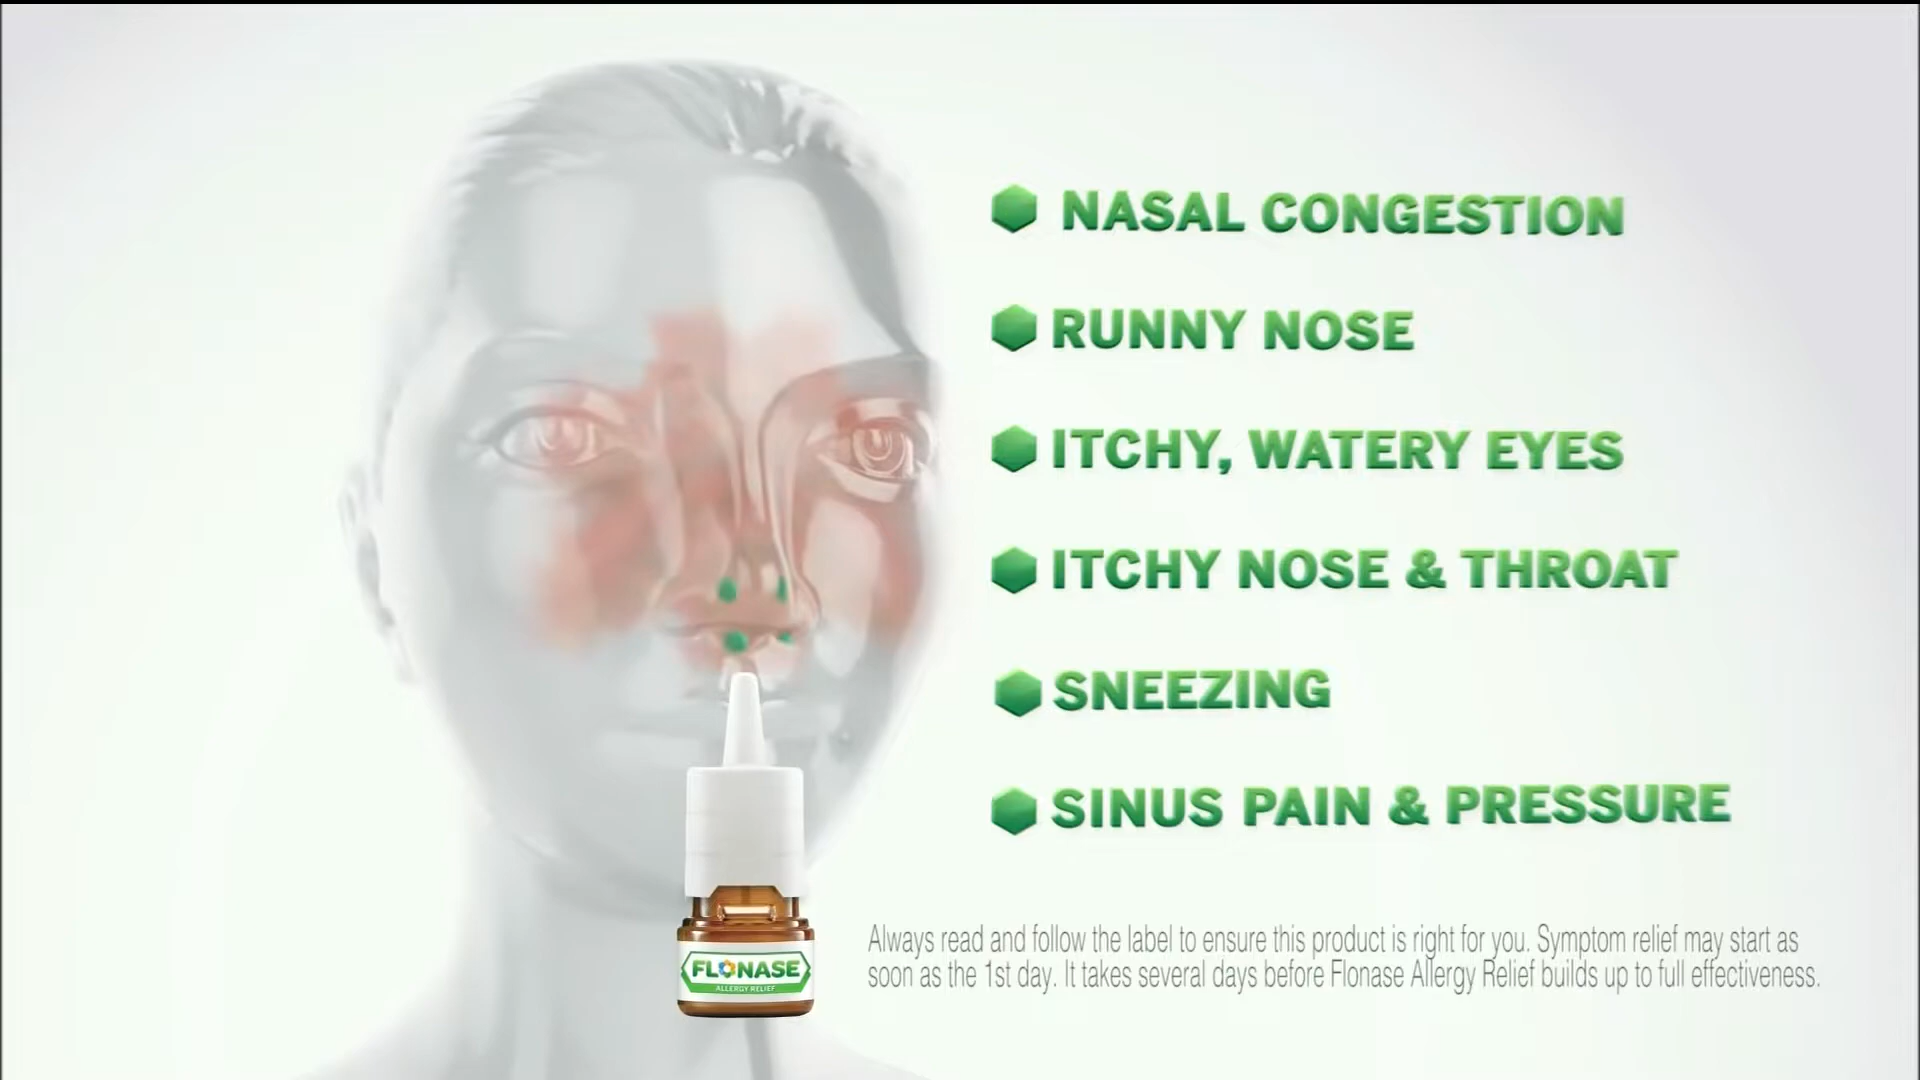 NASAL CONGESTION
RUNNY NOSE
ITCHY, WATERY EYES
ITCHY NOSE & THROAT
SNEEZING
SINUS PAIN & PRESSURE
Always read and follow the label to ensure this product is right for you. Symptom relief may start as
soon as the 1st day. It takes several days before Flonase Allergy Relief builds up to full effectiveness.
FLONASE
ALLERGY RELIEF